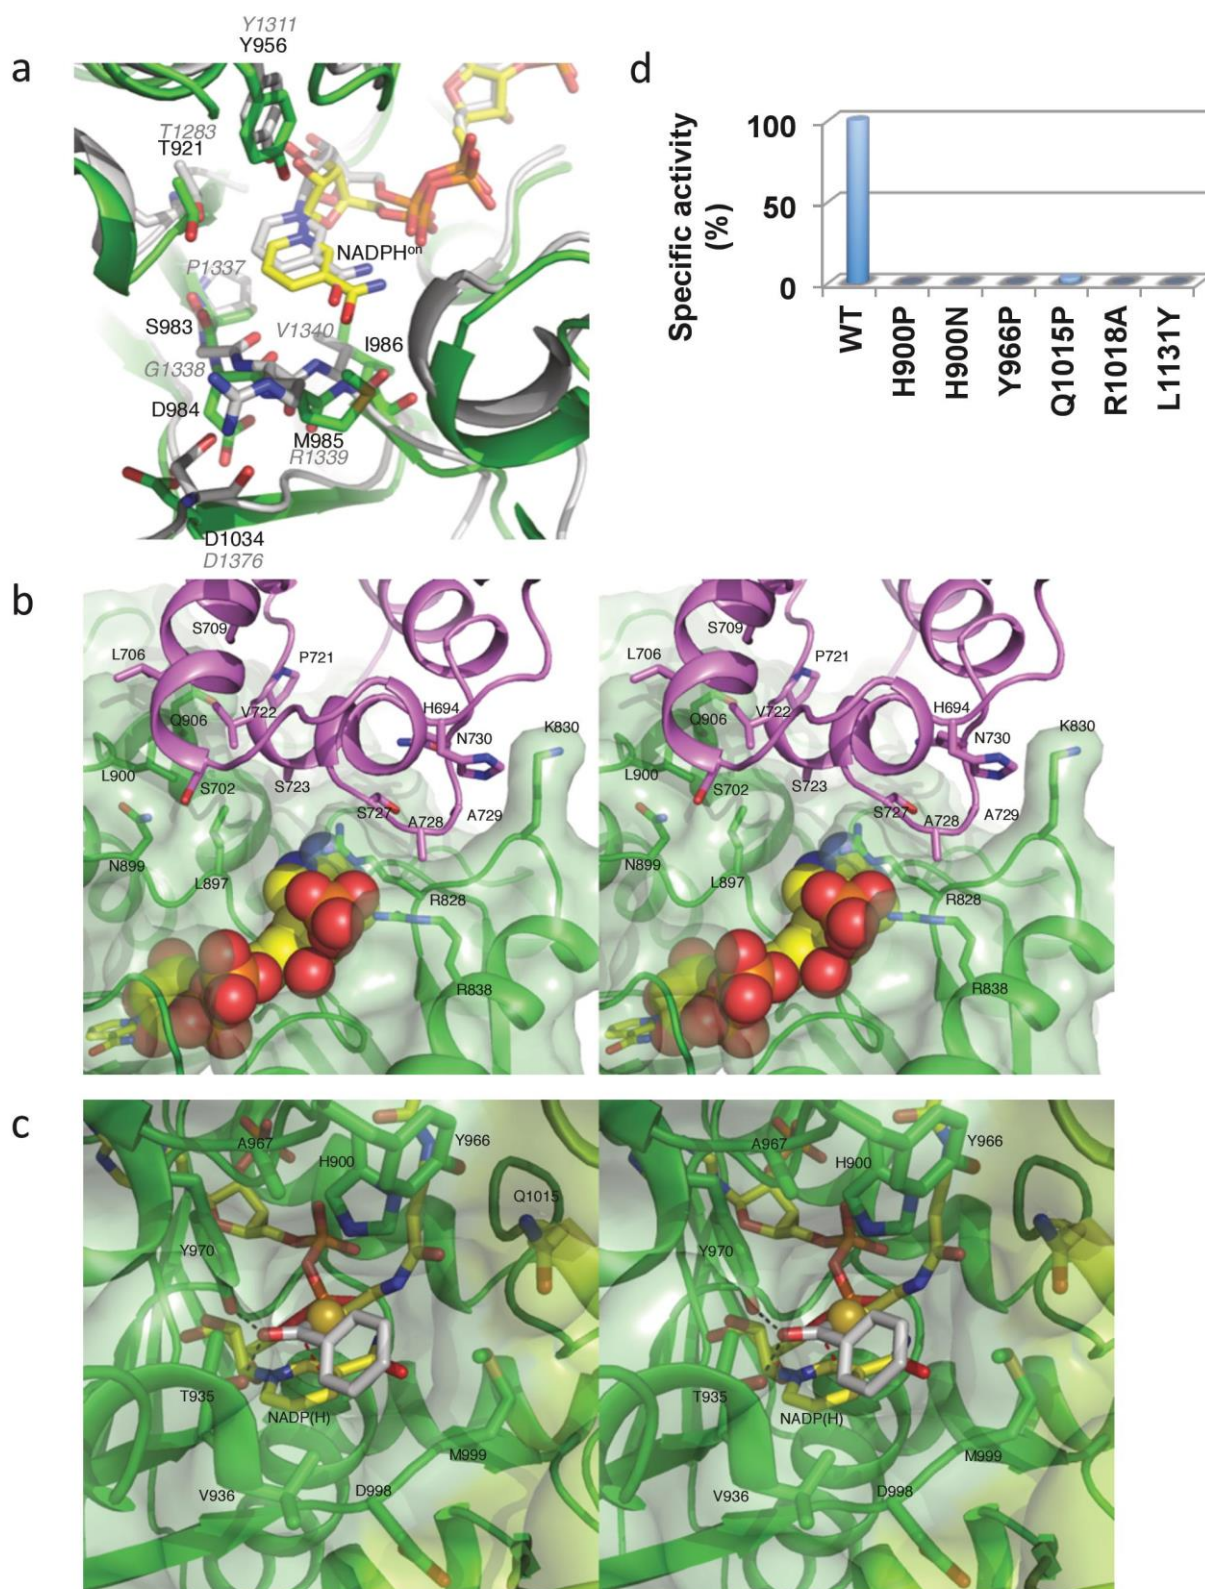 a
Y1311
Y956
T1283
T921
NADPHon
P1337
S983
V1340
I986
G1338
D984
M985
R1339
D1034
D1376
d
Specific activity
(%)
100
50
0
WT
H900P
H900N
Y966P
Q1015P
R1018A
L1131Y
b
S709
L706
P721
Q906
V722
H694
K830
N730
L900
S702
S723
S727
A728
A729
N899
L897
R828
R838
S709
L706
P721
Q906
V722
H694
K830
N730
L900
S702
S723
S727
A728
A729
N899
L897
R828
R838
c
A967
H900
Y966
Q1015
Y970
T935
NADP(H)
M999
V936
D998
A967
H900
Y966
Y970
T935
NADP(H)
M999
V936
D998